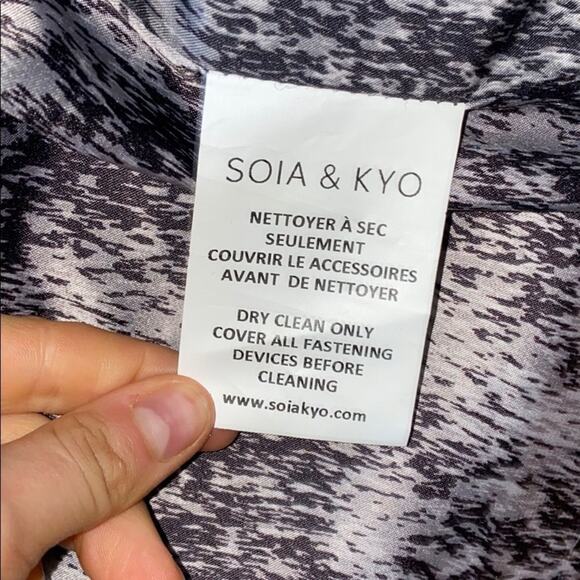 SOIA & KYO
NETTOYER À SEC
SEULEMENT
COUVRIR LE ACCESSOIRES
AVANT DE NETTOYER
DRY CLEAN ONLY
COVER ALL FASTENING
DEVICES BEFORE
CLEANING
www.soiakyo.com